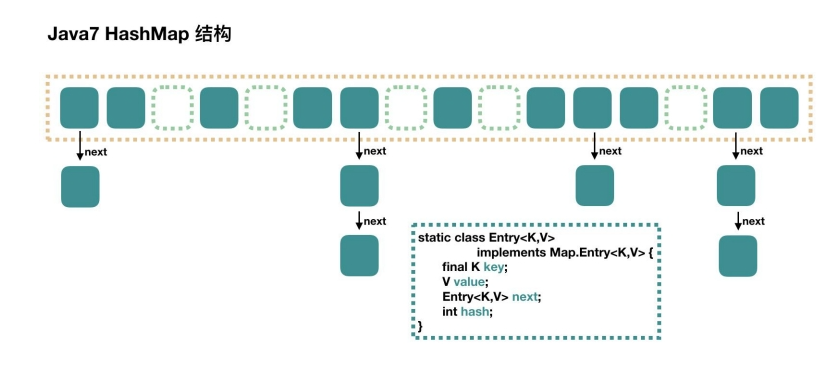 Java7 HashMap 结构
next
next
next
next
next
next
static class Entry<K,V>
implements Map.Entry<K,V> {
final K key;
V value;
Entry<K,V> next;
int hash;
}